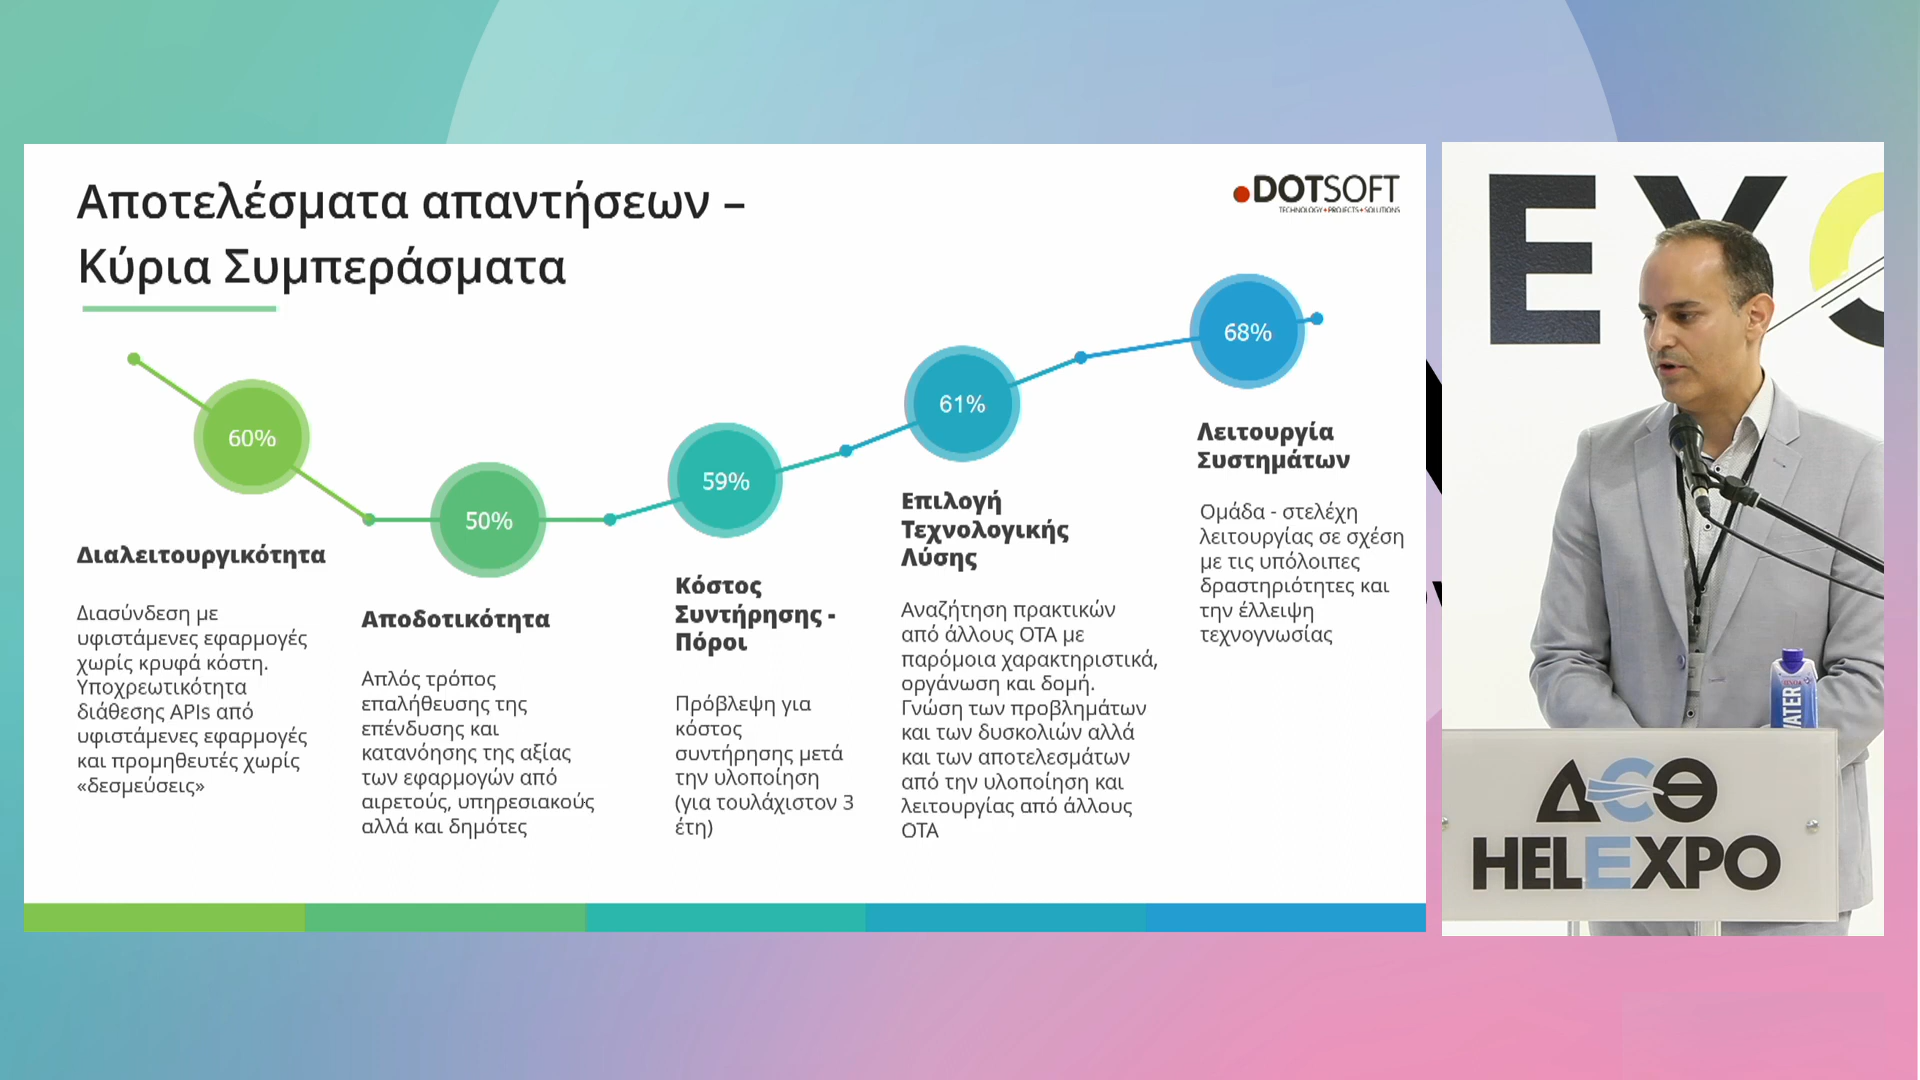 Αποτελέσματα απαντήσεων –
Κύρια Συμπεράσματα
DOTSOFT
TECHNOLOGY•PROJECTS•SOLUTIONS
60%
Διαλειτουργικότητα
Διασύνδεση με
υφιστάμενες εφαρμογές
χωρίς κρυφά κόστη.
Υποχρεωτικότητα
διάθεσης APIs από
υφιστάμενες εφαρμογές
και προμηθευτές χωρίς
«δεσμεύσεις»
50%
Αποδοτικότητα
Απλός τρόπος
επαλήθευσης της
επένδυσης και
κατανόησης της αξίας
των εφαρμογών από
αιρετούς, υπηρεσιακούς
αλλά και δημότες
59%
Κόστος
Συντήρησης -
Πόροι
Πρόβλεψη για
κόστος
συντήρησης μετά
την υλοποίηση
(για τουλάχιστον 3
έτη)
61%
Επιλογή
Τεχνολογικής
Λύσης
Αναζήτηση πρακτικών
από άλλους ΟΤΑ με
παρόμοια χαρακτηριστικά,
οργάνωση και δομή.
Γνώση των προβλημάτων
και των δυσκολιών αλλά
και των αποτελεσμάτων
από την υλοποίηση και
λειτουργίας από άλλους
ΟΤΑ
68%
Λειτουργία
Συστημάτων
Ομάδα - στελέχη
λειτουργίας σε σχέση
με τις υπόλοιπες
δραστηριότητες και
την έλλειψη
τεχνογνωσίας
EX
WATER
ΔΕΘ
HELEXPO